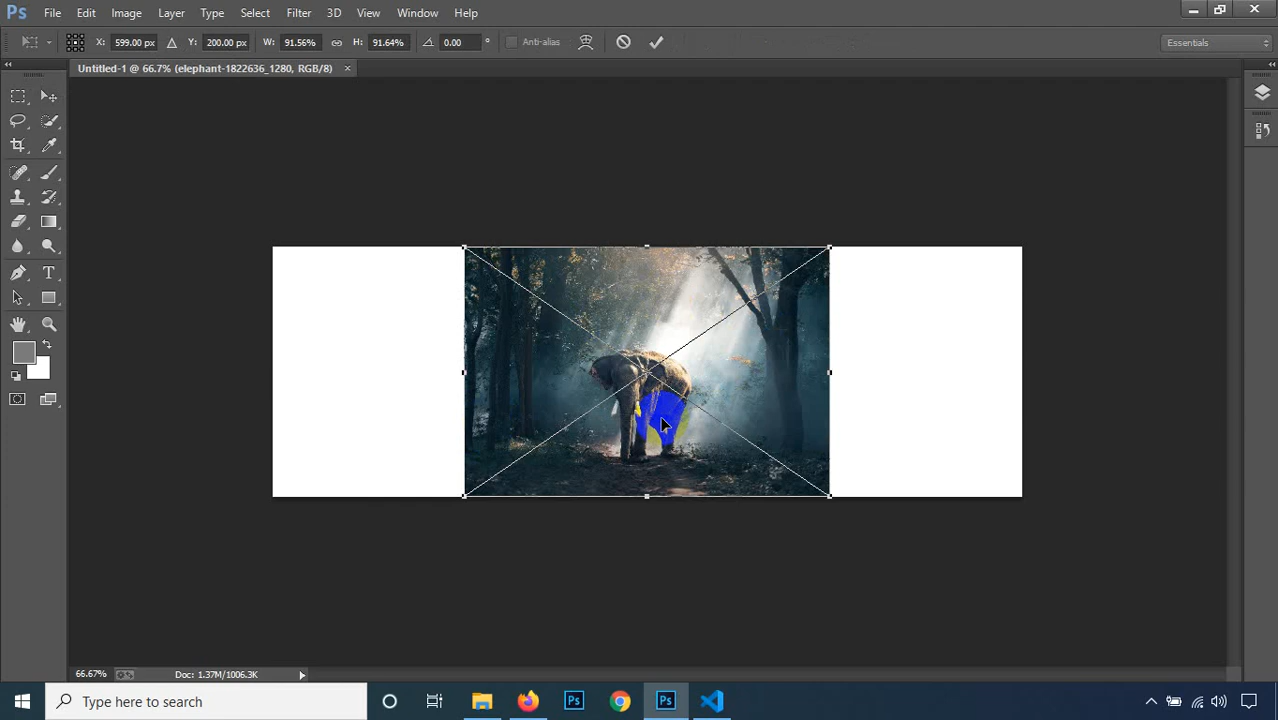 Ps File Edit Image Layer Type Select Filter 3D View Window Help
X: 599.00 px Y: 200.00 px W: 91.56% H: 91.64% 0.00 ° Anti-alias Essentials
Untitled-1 @ 66.7% (elephant-1822636_1280, RGB/8) ×
66.67% Doc: 1.37M/1006.3K
Type here to search Ps Ps